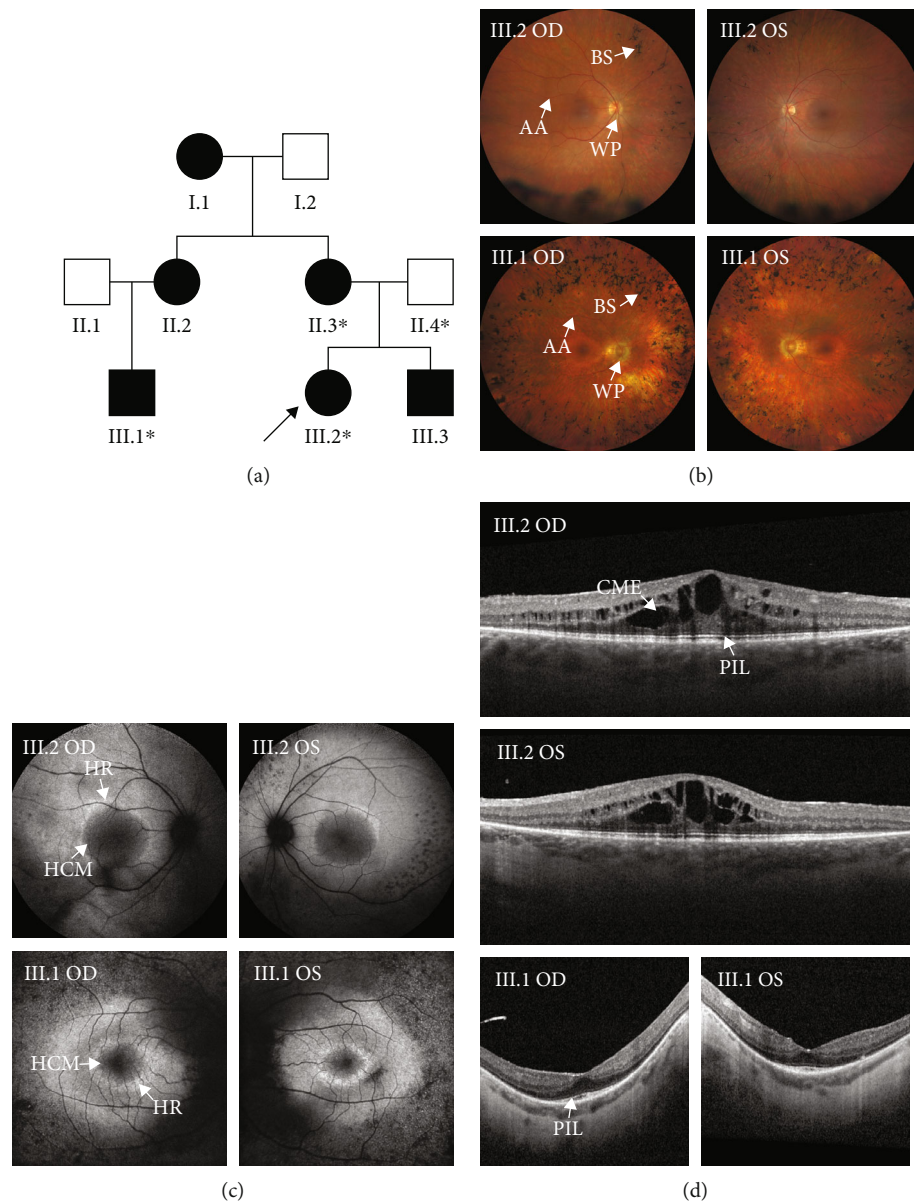 I.1
I.2
II.1
II.2
II.3*
II.4*
III.1*
III.2*
III.3
(a)
III.2 OD
BS
AA
WP
III.2 OS
III.1 OD
BS
AA
WP
III.1 OS
(b)
III.2 OD
HR
HCM
III.2 OS
III.1 OD
HCM
HR
III.1 OS
(c)
III.2 OD
CME
PIL
III.2 OS
III.1 OD
PIL
III.1 OS
(d)